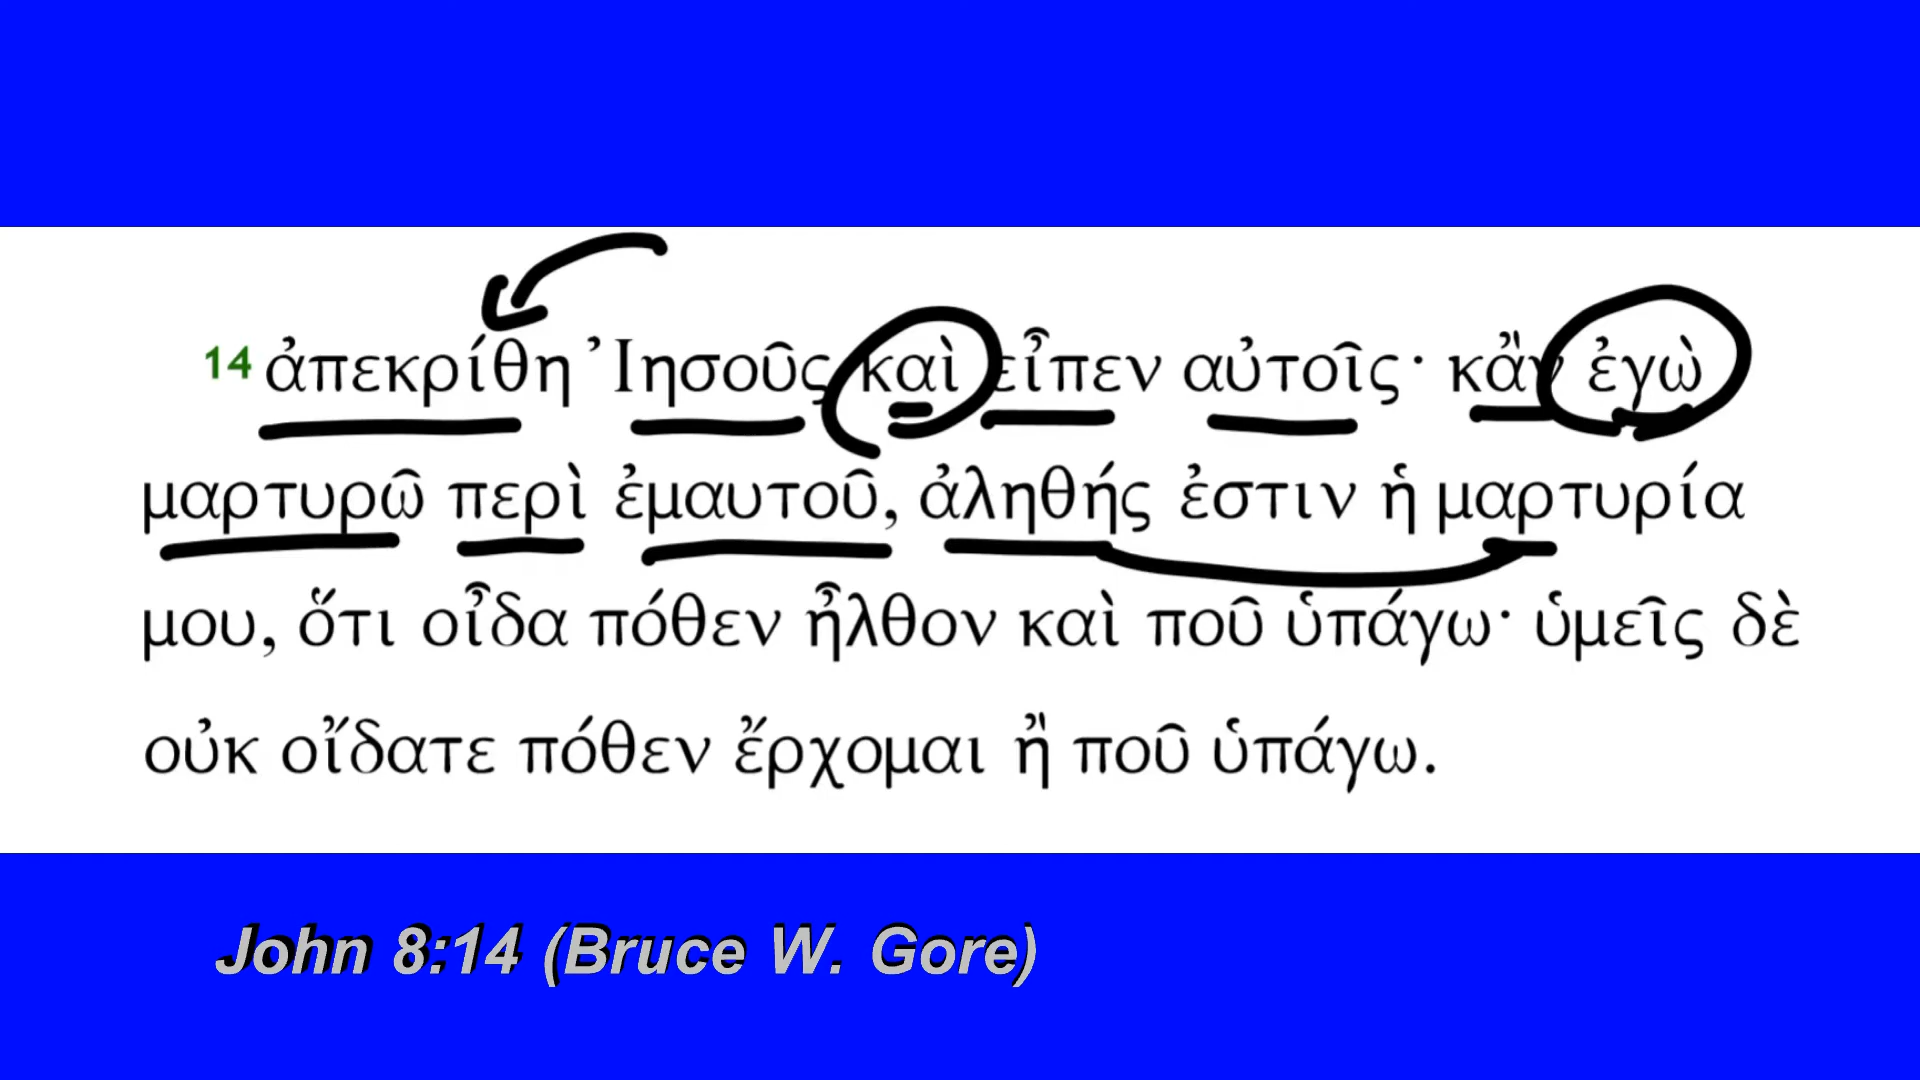 14 ἀπεκρίθη Ἰησοῦς καὶ εἶπεν αὐτοῖς· κἂν ἐγὼ
μαρτυρῶ περὶ ἐμαυτοῦ, ἀληθής ἐστιν ἡ μαρτυρία
μου, ὅτι οἶδα πόθεν ἦλθον καὶ ποῦ ὑπάγω· ὑμεῖς δὲ
οὐκ οἴδατε πόθεν ἔρχομαι ἢ ποῦ ὑπάγω.
John 8:14 (Bruce W. Gore)